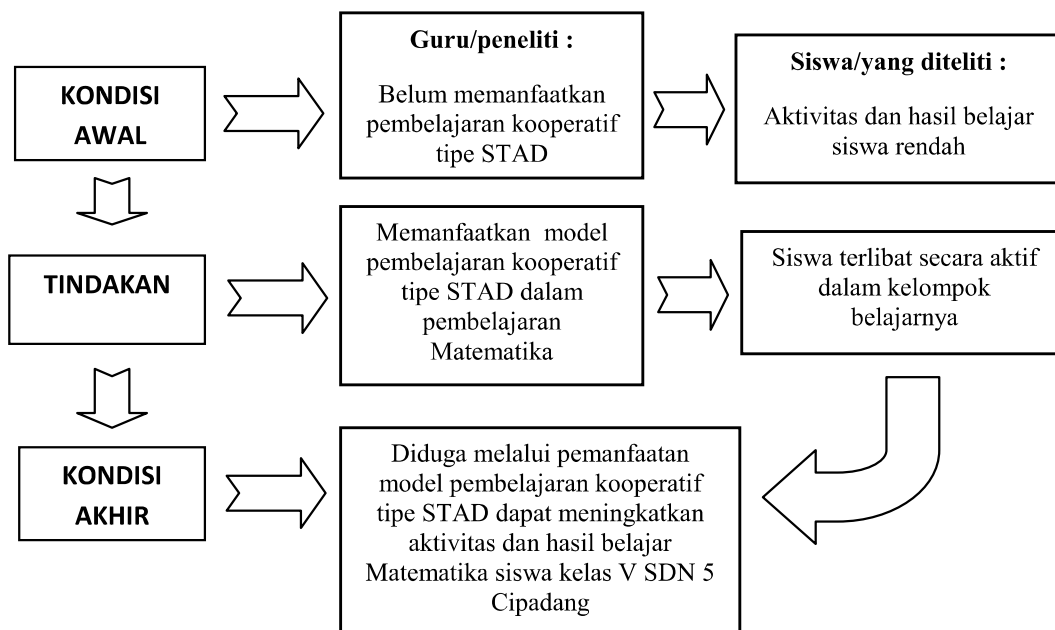 KONDISI
AWAL
Guru/peneliti :
Belum memanfaatkan
pembelajaran kooperatif
tipe STAD
Siswa/yang diteliti :
Aktivitas dan hasil belajar
siswa rendah
TINDAKAN
Memanfaatkan model
pembelajaran kooperatif
tipe STAD dalam
pembelajaran
Matematika
Siswa terlibat secara aktif
dalam kelompok
belajarnya
KONDISI
AKHIR
Diduga melalui pemanfaatan
model pembelajaran kooperatif
tipe STAD dapat meningkatkan
aktivitas dan hasil belajar
Matematika siswa kelas V SDN 5
Cipadang